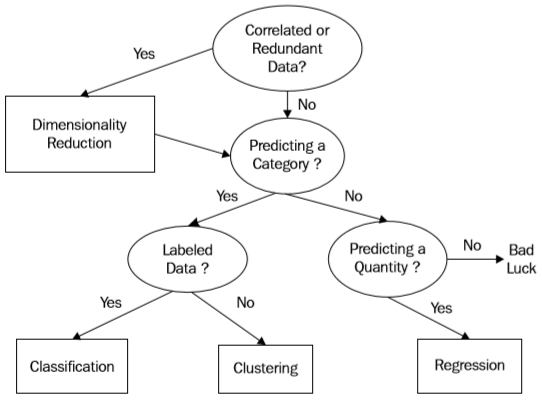 Correlated or
Redundant
Data?
Yes
No
Dimensionality
Reduction
Predicting a
Category ?
Yes
No
Labeled
Data ?
Predicting a
Quantity ?
No
Bad
Luck
Yes
No
Yes
Classification
Clustering
Regression